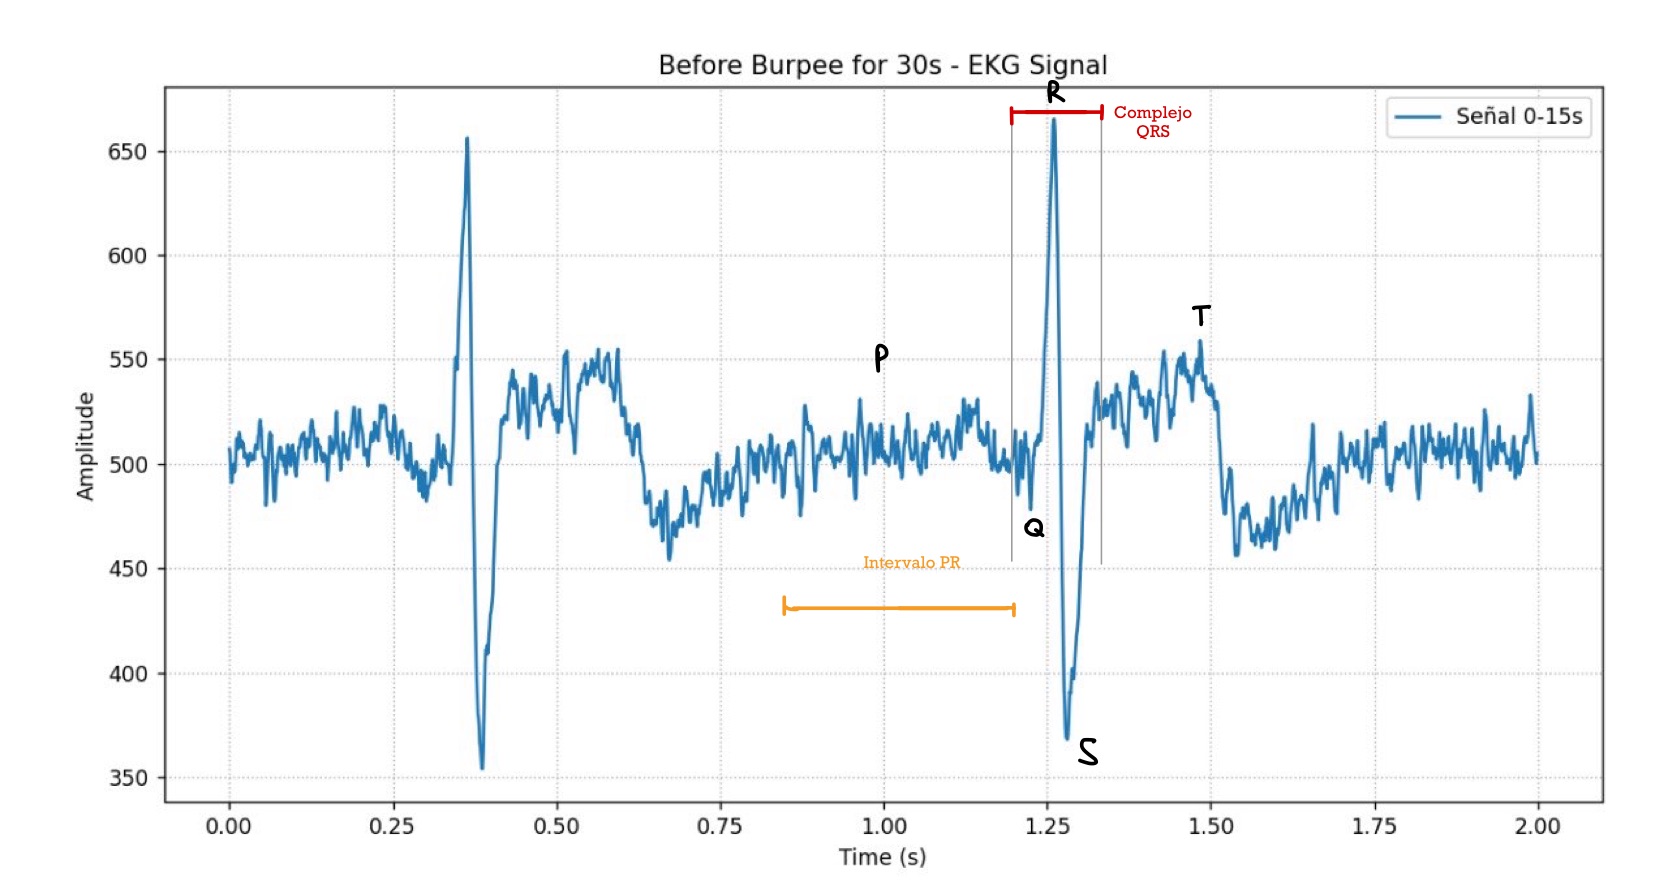 Before Burpee for 30s - EKG Signal
R
Complejo
QRS
Señal 0-15s
650
600
T
550
P
Amplitude
500
Q
Intervalo PR
450
400
S
350
0.00 0.25 0.50 0.75 1.00 1.25 1.50 1.75 2.00
Time (s)